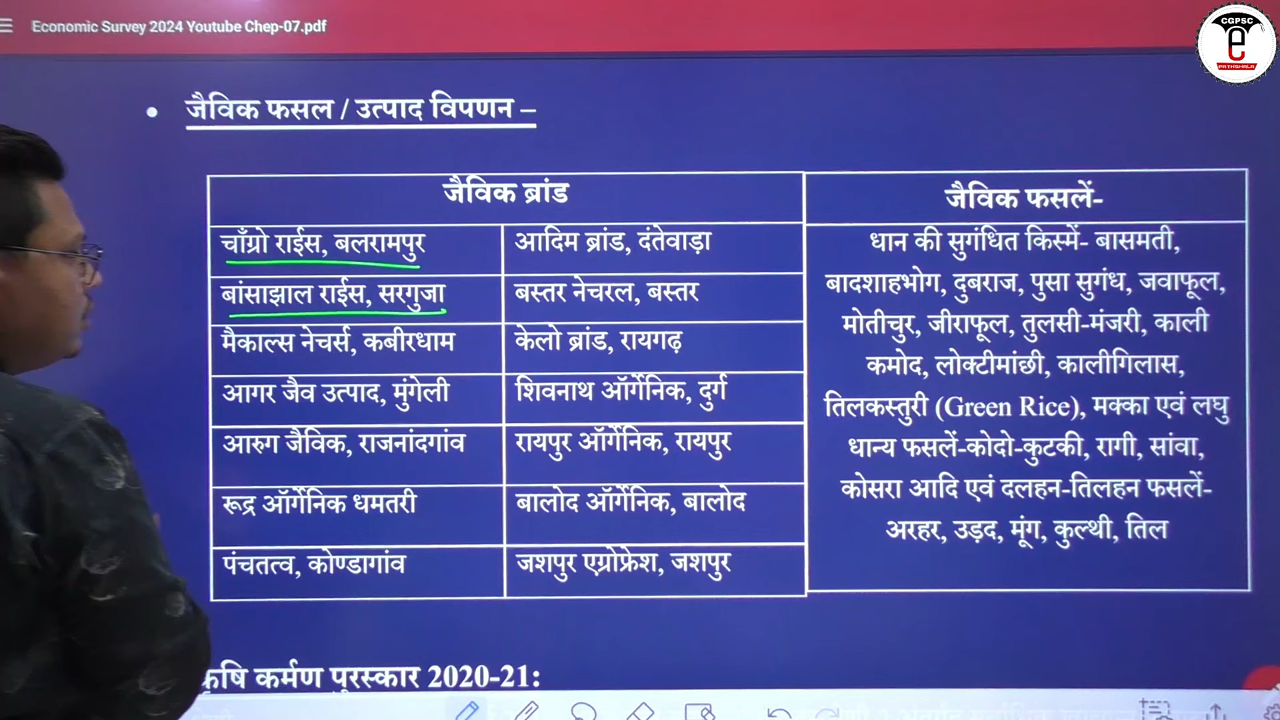 Economic Survey 2024 Youtube Chep-07.pdf
CGPSC
e
PATHSHALA
• जैविक फसल / उत्पाद विपणन –
जैविक ब्रांड
जैविक फसलें-
चाँग्रो राईस, बलरामपुर
आदिम ब्रांड, दंतेवाड़ा
बांसाझाल राईस, सरगुजा
बस्तर नेचरल, बस्तर
मैकाल्स नेचर्स, कबीरधाम
केलो ब्रांड, रायगढ़
आगर जैव उत्पाद, मुंगेली
शिवनाथ ऑर्गेनिक, दुर्ग
आरुग जैविक, राजनांदगांव
रायपुर ऑर्गेनिक, रायपुर
रूद्र ऑर्गेनिक धमतरी
बालोद ऑर्गेनिक, बालोद
पंचतत्व, कोण्डागांव
जशपुर एग्रोफ्रेश, जशपुर
धान की सुगंधित किस्में- बासमती,
बादशाहभोग, दुबराज, पुसा सुगंध, जवाफूल,
मोतीचुर, जीराफूल, तुलसी-मंजरी, काली
कमोद, लोक्टीमांछी, कालीगिलास,
तिलकस्तुरी (Green Rice), मक्का एवं लघु
धान्य फसलें-कोदो-कुटकी, रागी, सांवा,
कोसरा आदि एवं दलहन-तिलहन फसलें-
अरहर, उड़द, मूंग, कुल्थी, तिल
कृषि कर्मण पुरस्कार 2020-21: